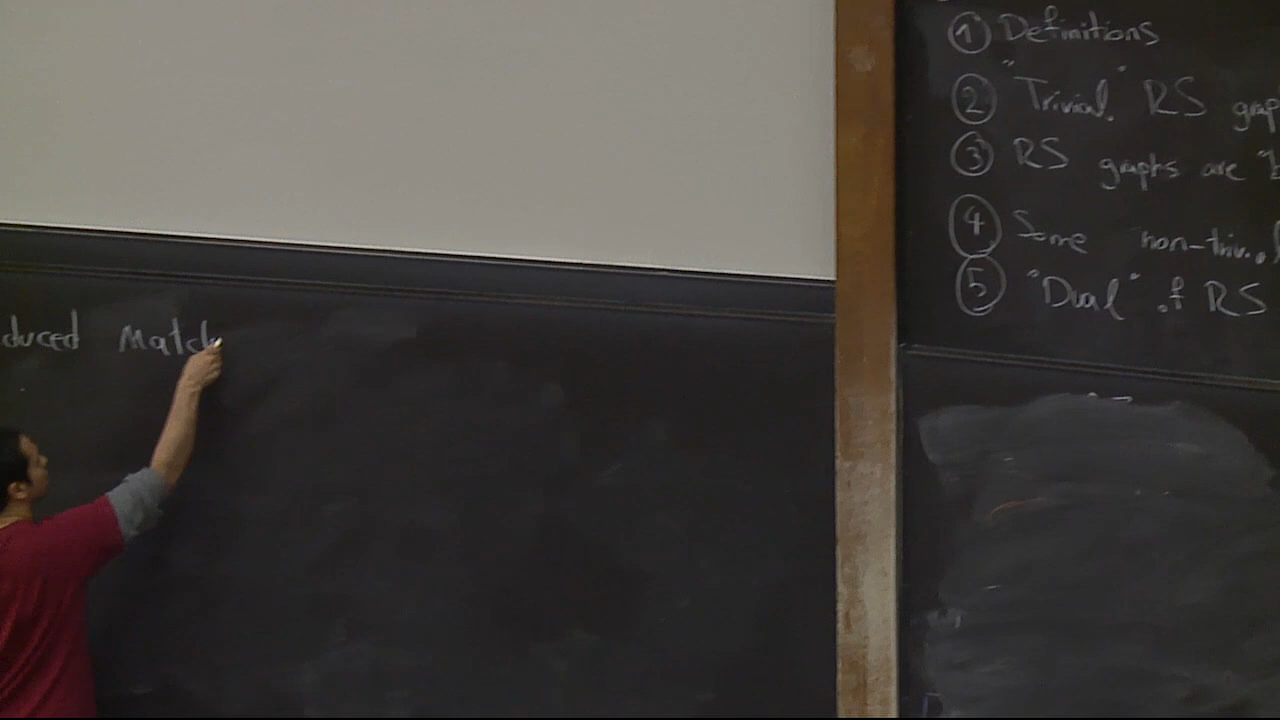 duced Match
① Definitions
② "Trivial" RS grap
③ RS graphs are
④ Some non-triv.
⑤ "Dual" of RS